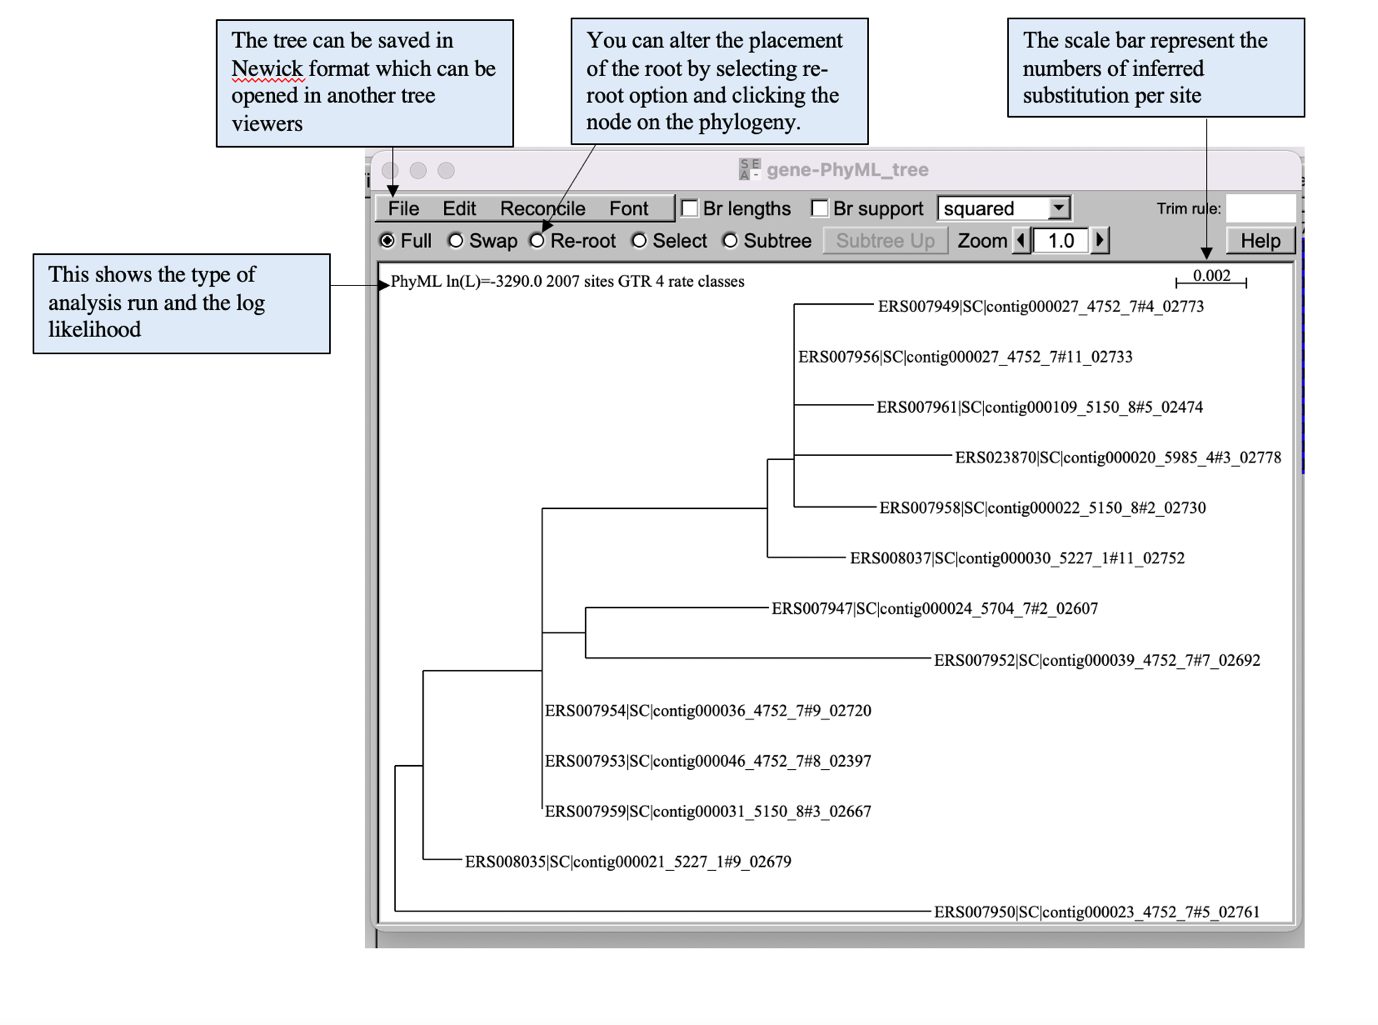 The tree can be saved in
Newick format which can be
opened in another tree
viewers
You can alter the placement
of the root by selecting re-
root option and clicking the
node on the phylogeny.
The scale bar represent the
numbers of inferred
substitution per site
gene-PhyML_tree
File Edit Reconcile Font Br lengths Br support squared Trim rule:
Full Swap Re-root Select Subtree Subtree Up Zoom 1.0 Help
This shows the type of
analysis run and the log
likelihood
PhyML ln(L)=-3290.0 2007 sites GTR 4 rate classes
0.002
ERS007949|SC|contig000027_4752_7#4_02773
ERS007956|SC|contig000027_4752_7#11_02733
ERS007961|SC|contig000109_5150_8#5_02474
ERS023870|SC|contig000020_5985_4#3_02778
ERS007958|SC|contig000022_5150_8#2_02730
ERS008037|SC|contig000030_5227_1#11_02752
ERS007947|SC|contig000024_5704_7#2_02607
ERS007952|SC|contig000039_4752_7#7_02692
ERS007954|SC|contig000036_4752_7#9_02720
ERS007953|SC|contig000046_4752_7#8_02397
ERS007959|SC|contig000031_5150_8#3_02667
ERS008035|SC|contig000021_5227_1#9_02679
ERS007950|SC|contig000023_4752_7#5_02761